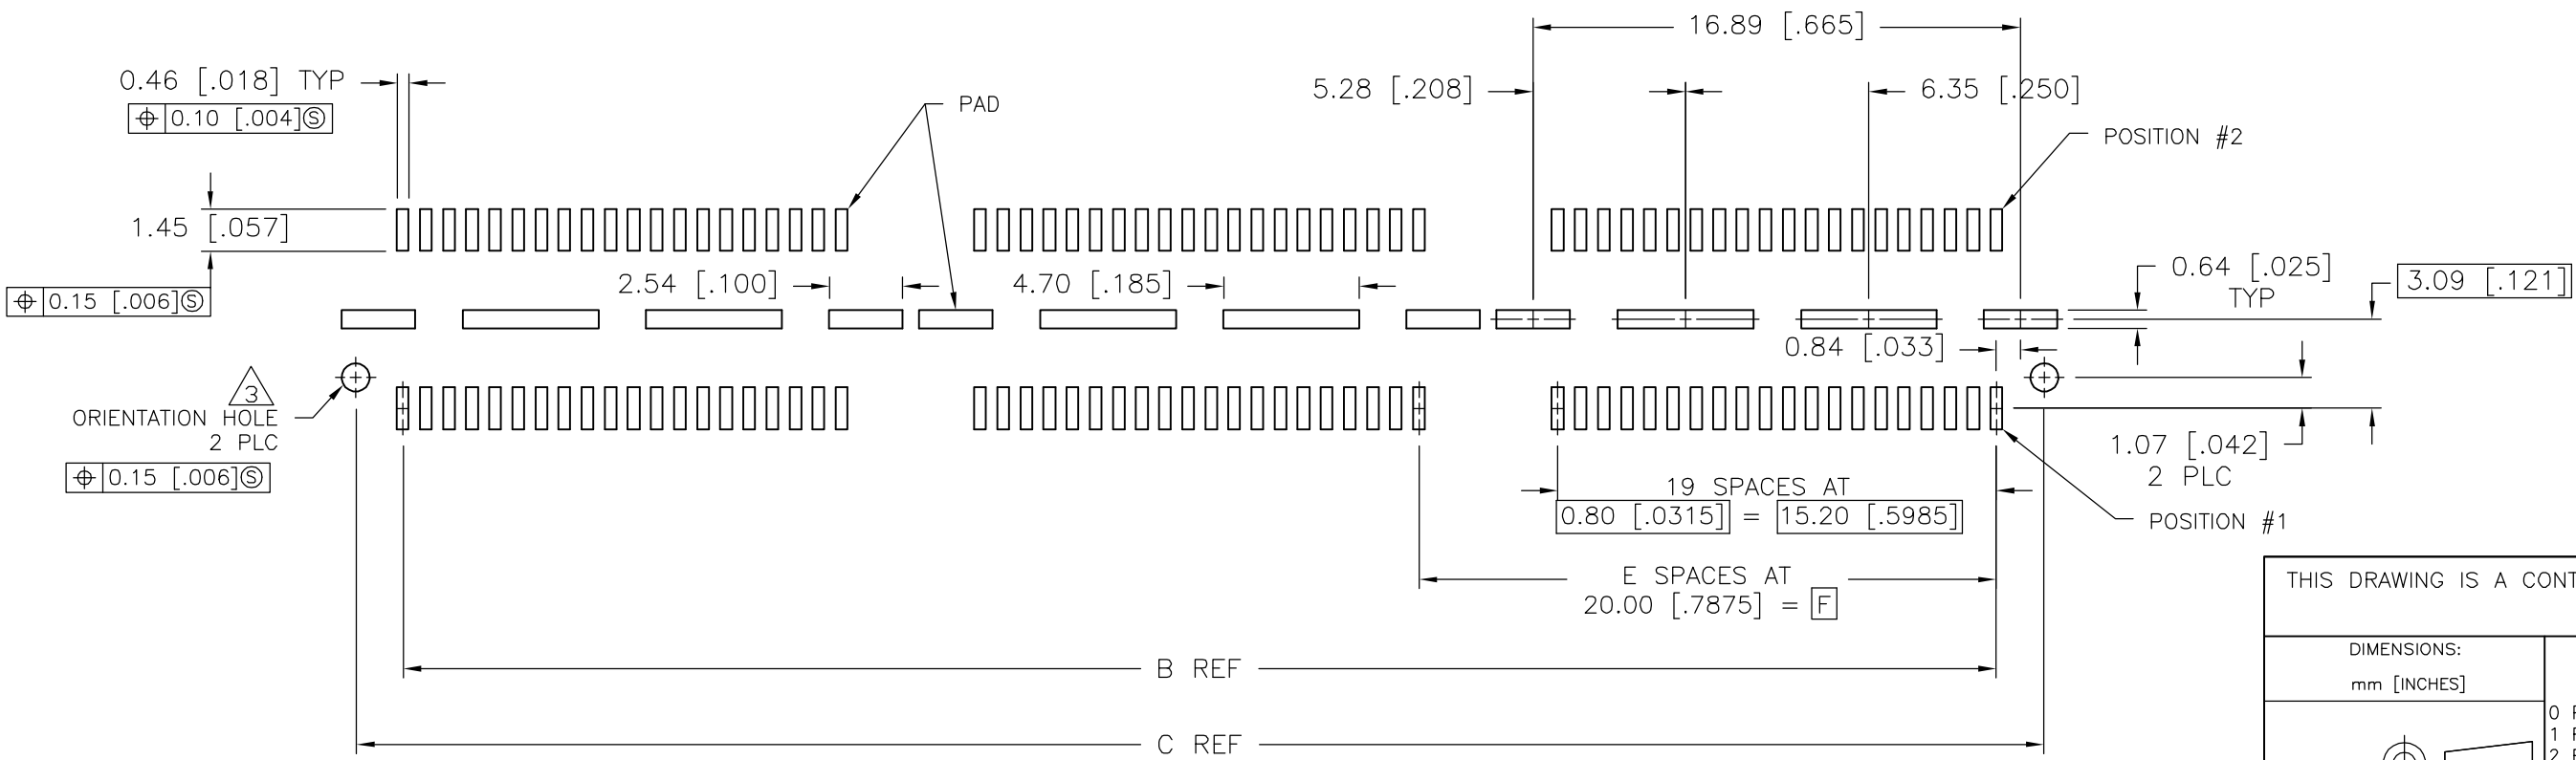 16.89 [.665]
0.46 [.018] TYP
⌖ 0.10 [.004]Ⓢ
PAD
5.28 [.208]
6.35 [.250]
POSITION #2
1.45 [.057]
⌖ 0.15 [.006]Ⓢ
2.54 [.100]
4.70 [.185]
0.64 [.025]
TYP
3.09 [.121]
0.84 [.033]
3
ORIENTATION HOLE
2 PLC
⌖ 0.15 [.006]Ⓢ
1.07 [.042]
2 PLC
19 SPACES AT
0.80 [.0315] = 15.20 [.5985]
POSITION #1
E SPACES AT
20.00 [.7875] = F
B REF
C REF
THIS DRAWING IS A CONT
DIMENSIONS:
mm [INCHES]
0 P
1 P